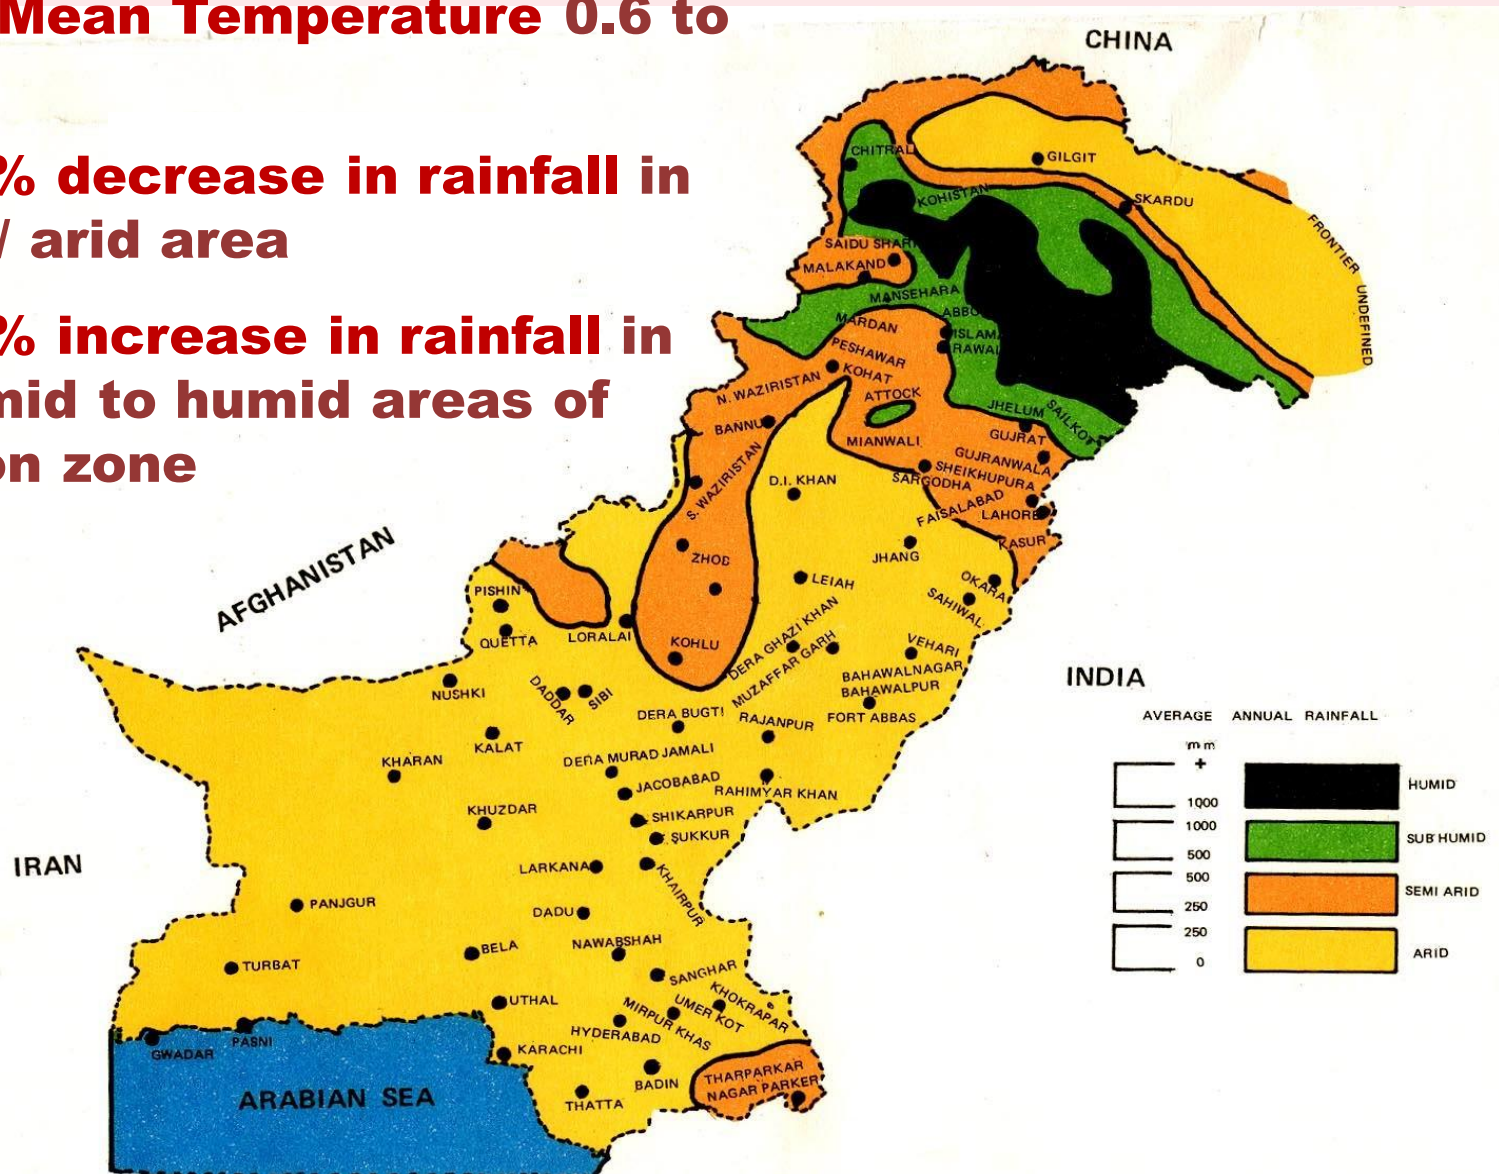 Mean Temperature 0.6 to
% decrease in rainfall in
/ arid area
% increase in rainfall in
mid to humid areas of
on zone
CHINA
CHITRAL
GILGIT
KOHISTAN
SKARDU
FRONTIER UNDEFINED
SAIDU SHARI
MALAKAND
MANSEHARA
ABBO
MARDAN
ISLAMA
RAWAL
PESHAWAR
KOHAT
N. WAZIRISTAN
ATTOCK
JHELUM
SAILKOT
BANNU
MIANWALI
GUJRAT
GUJRANWALA
SHEIKHUPURA
SARGODHA
S. WAZIRISTAN
D.I. KHAN
FAISALABAD
LAHORE
KASUR
AFGHANISTAN
ZHOB
JHANG
LEIAH
OKARA
SAHIWAL
PISHIN
QUETTA
LORALAI
KOHLU
DERA GHAZI KHAN
MUZAFFAR GARH
VEHARI
BAHAWALNAGAR
BAHAWALPUR
FORT ABBAS
INDIA
NUSHKI
DADDAR
SIBI
DERA BUGTI
RAJANPUR
KALAT
KHARAN
DERA MURAD JAMALI
JACOBABAD
RAHIMYAR KHAN
KHUZDAR
SHIKARPUR
SUKKUR
IRAN
LARKANA
KHAIRPUR
PANJGUR
DADU
NAWABSHAH
BELA
TURBAT
SANGHAR
KHOKRAPAR
UTHAL
UMER KOT
MIRPUR KHAS
HYDERABAD
PASNI
GWADAR
KARACHI
BADIN
THARPARKAR
NAGAR PARKER
THATTA
ARABIAN SEA
AVERAGE ANNUAL RAINFALL
mm
+
1000
HUMID
1000
500
SUB HUMID
500
250
SEMI ARID
250
0
ARID